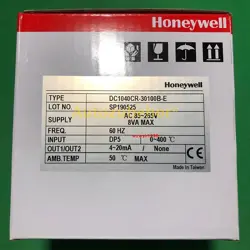 Honeywell
Honeywell
TYPE DC1040CR-30100B-E
LOT NO. SP190525
SUPPLY AC 85~265V
8VA MAX
FREQ. 60 HZ
INPUT DP5 0~400 ℃
OUT1/OUT2 4~20mA / None
AMB.TEMP 50 ℃ MAX
Made in Taiwan